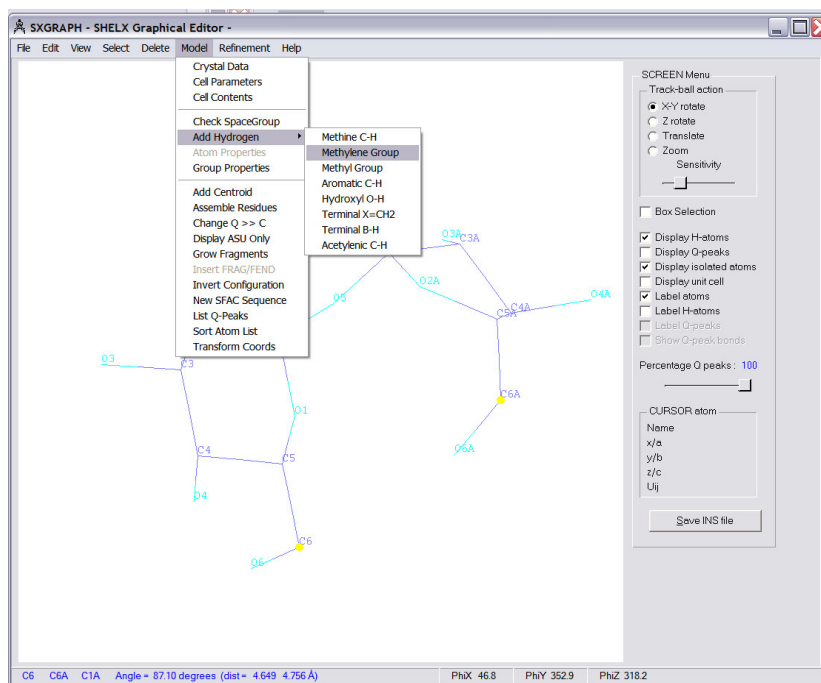 SXGRAPH - SHELX Graphical Editor -
File Edit View Select Delete Model Refinement Help
Crystal Data
Cell Parameters
Cell Contents
Check SpaceGroup
Add Hydrogen
Atom Properties
Group Properties
Add Centroid
Assemble Residues
Change Q >> C
Display ASU Only
Grow Fragments
Insert FRAG/FEND
Invert Configuration
New SFAC Sequence
List Q-Peaks
Sort Atom List
Transform Coords
Methine C-H
Methylene Group
Methyl Group
Aromatic C-H
Hydroxyl O-H
Terminal X=CH2
Terminal B-H
Acetylenic C-H
O3A C3A
O5 O2A O4A
C4A
C5A
O3 C3
C6A
O1
O6A
C4 C5
O4
C6
O6
SCREEN Menu
Track-ball action
X-Y rotate
Z rotate
Translate
Zoom
Sensitivity
Box Selection
Display H-atoms
Display Q-peaks
Display isolated atoms
Display unit cell
Label atoms
Label H-atoms
Label Q-peaks
Show Q-peak bonds
Percentage Q peaks : 100
CURSOR atom
Name
x/a
y/b
z/c
Uij
Save INS file
C6 C6A C1A Angle = 87.10 degrees (dist = 4.649 4.756 Å) PhiX 46.8 PhiY 352.9 PhiZ 318.2